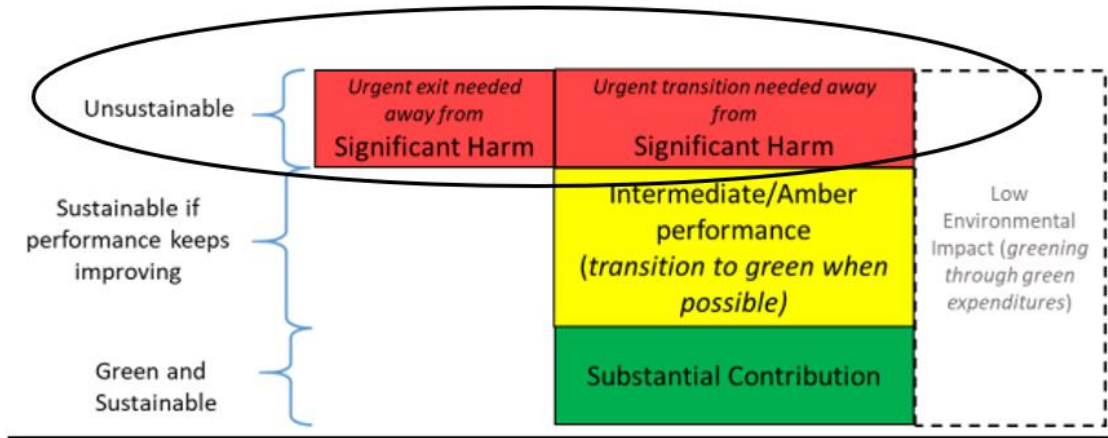 Unsustainable
Urgent exit needed
away from
Significant Harm
Urgent transition needed away
from
Significant Harm
Sustainable if
performance keeps
improving
Intermediate/Amber
performance
(transition to green when
possible)
Low
Environmental
Impact (greening
through green
expenditures)
Green and
Sustainable
Substantial Contribution